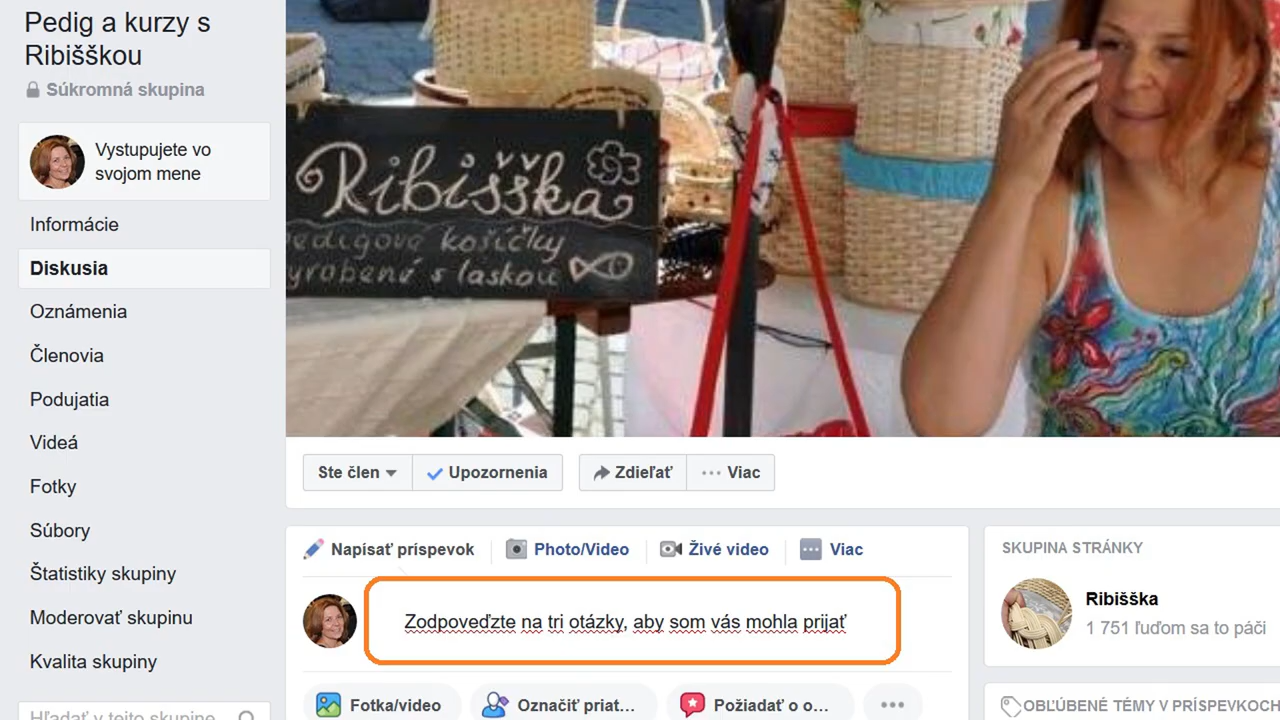 Pedig a kurzy s
Ribišškou
Súkromná skupina
Vystupujete vo
svojom mene
Informácie
Diskusia
Oznámenia
Členovia
Podujatia
Videá
Fotky
Súbory
Štatistiky skupiny
Moderovať skupinu
Kvalita skupiny
Hľadať v tejto skupine
Ribišška
pedigové košíčky
vyrobené s láskou
Ste člen
Upozornenia
Zdieľať
Viac
Napísať príspevok
Photo/Video
Živé video
Viac
Zodpoveďzte na tri otázky, aby som vás mohla prijať
Fotka/video
Označiť priat...
Požiadať o o...
SKUPINA STRÁNKY
Ribišška
1 751 ľuďom sa to páči
OBĽÚBENÉ TÉMY V PRÍSPEVKOCH